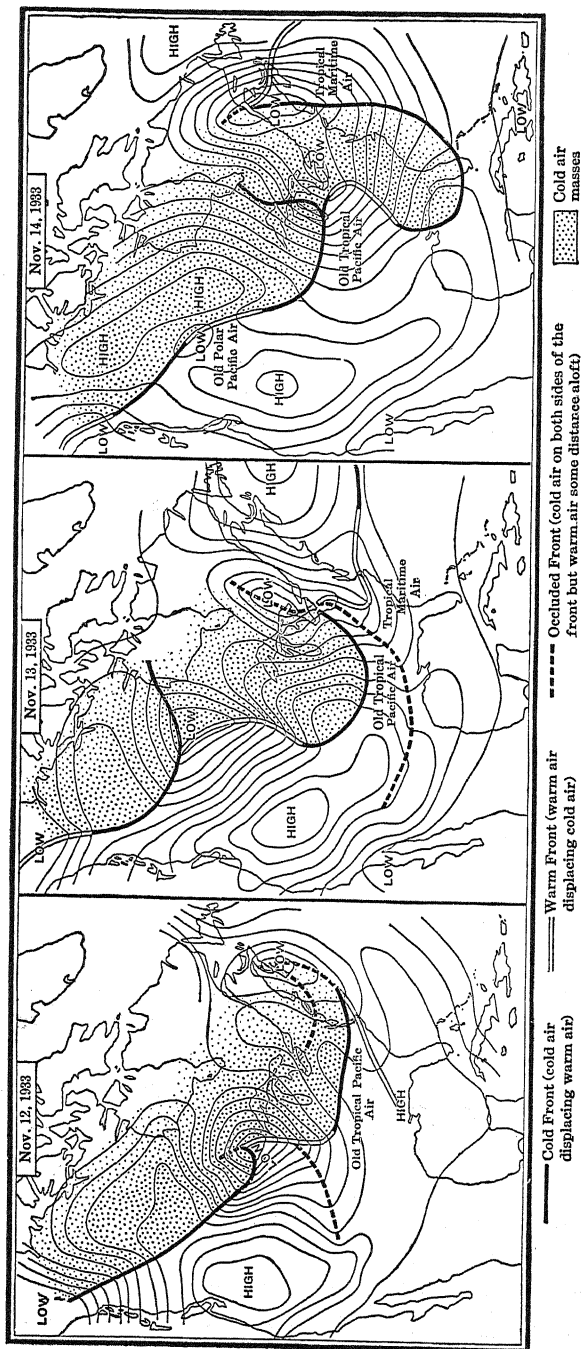 Nov. 12, 1933
LOW
LOW
HIGH
Old Tropical Pacific
Air
HIGH
Nov. 13, 1933
LOW
LOW
LOW
HIGH
HIGH
Old Tropical
Pacific Air
Tropical
Maritime
Air
LOW
Nov. 14, 1933
HIGH
LOW
HIGH
HIGH
LOW
Old Polar
Pacific Air
LOW
LOW
HIGH
Old Tropical
Pacific Air
Tropical
Maritime
Air
LOW
LOW
Cold Front (cold air
displacing warm air)
Warm Front (warm air
displacing cold air)
Occluded Front (cold air on both sides of the
front but warm air some distance aloft)
Cold air
masses